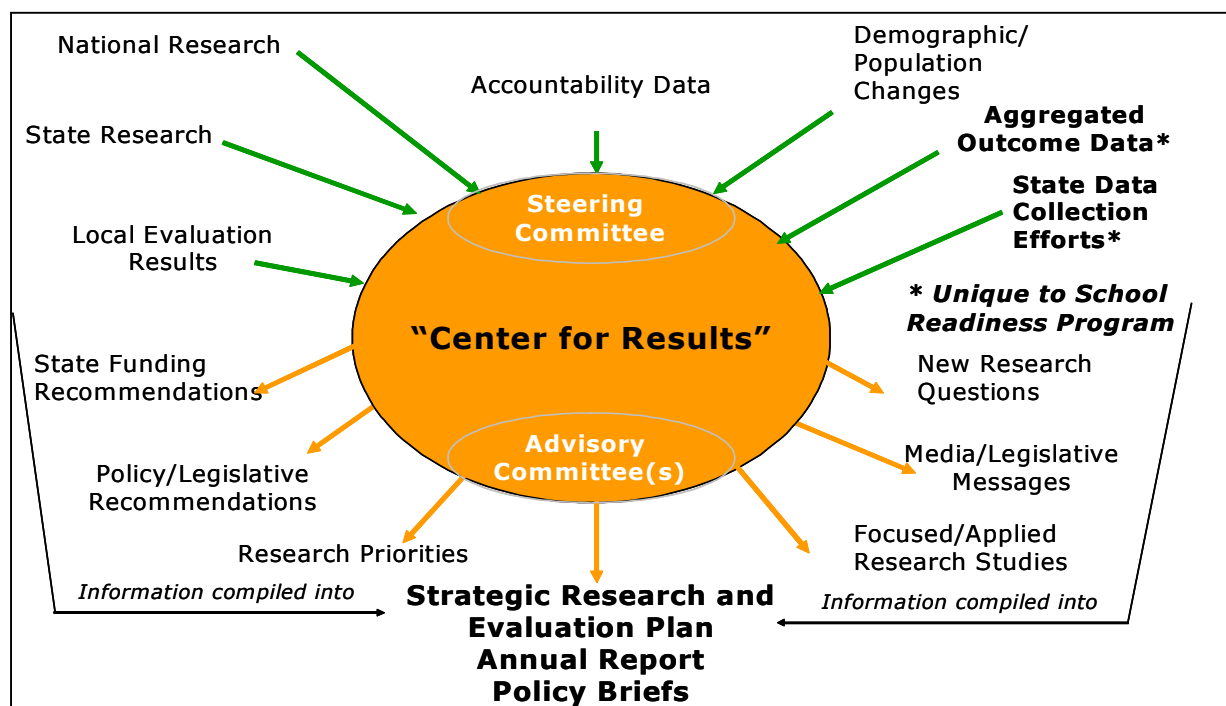 National Research
Demographic/
Population
Changes
Accountability Data
State Research
Aggregated
Outcome Data*
State Data
Collection
Efforts*
Steering
Committee
Local Evaluation
Results
* Unique to School
Readiness Program
“Center for Results”
State Funding
Recommendations
New Research
Questions
Advisory
Committee(s)
Policy/Legislative
Recommendations
Media/Legislative
Messages
Research Priorities
Focused/Applied
Research Studies
Information compiled into
Strategic Research and
Evaluation Plan
Annual Report
Policy Briefs
Information compiled into